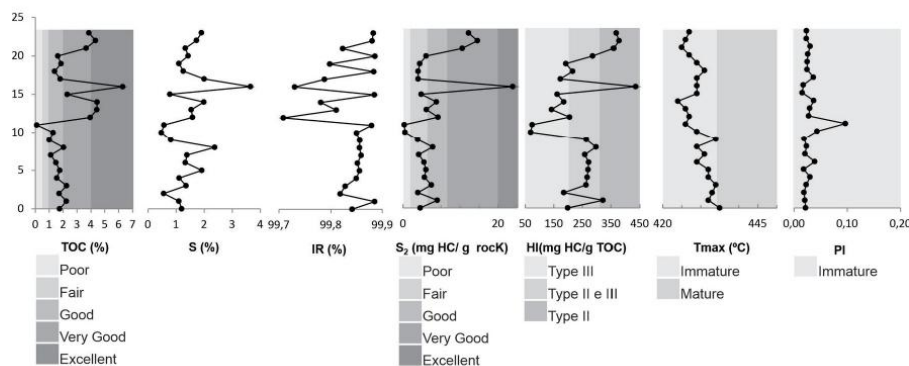 25
20
15
10
5
0
0 1 2 3 4 5 6 7
0 2 4
99,7 99,8 99,9
0 20
50 150 250 350 450
420 445
0,00 0,10 0,20
TOC (%)
S (%)
IR (%)
S₂ (mg HC/ g rocK)
HI(mg HC/g TOC)
Tmax (ºC)
PI
Poor
Fair
Good
Very Good
Excellent
Poor
Fair
Good
Very Good
Excellent
Type III
Type II e III
Type II
Immature
Mature
Immature